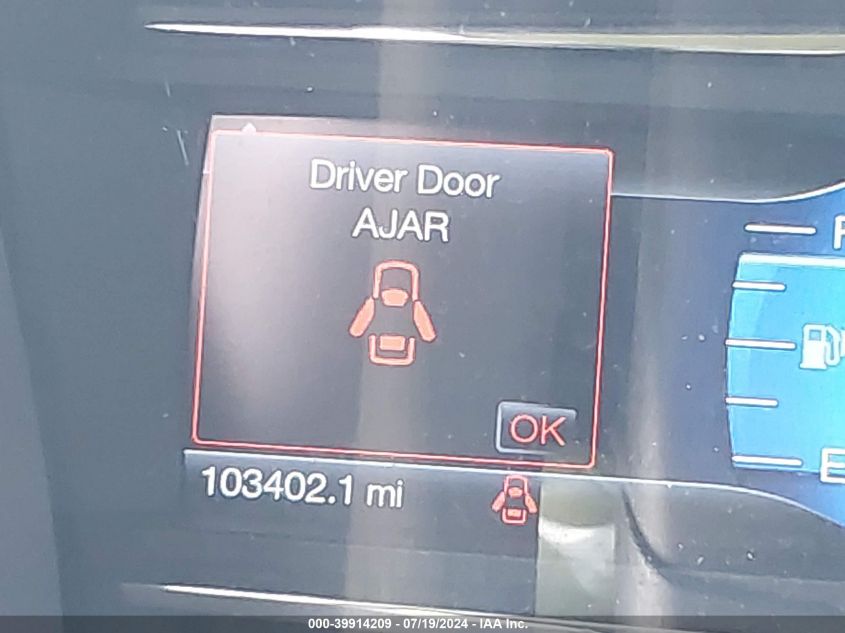 Driver Door
AJAR
OK
103402.1 mi
E
000-39914209 - 07/19/2024 - IAA Inc.